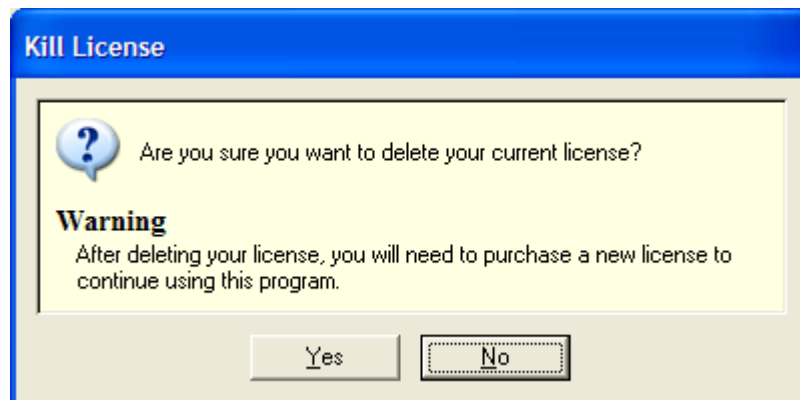 Kill License
Are you sure you want to delete your current license?
Warning
After deleting your license, you will need to purchase a new license to
continue using this program.
Yes No